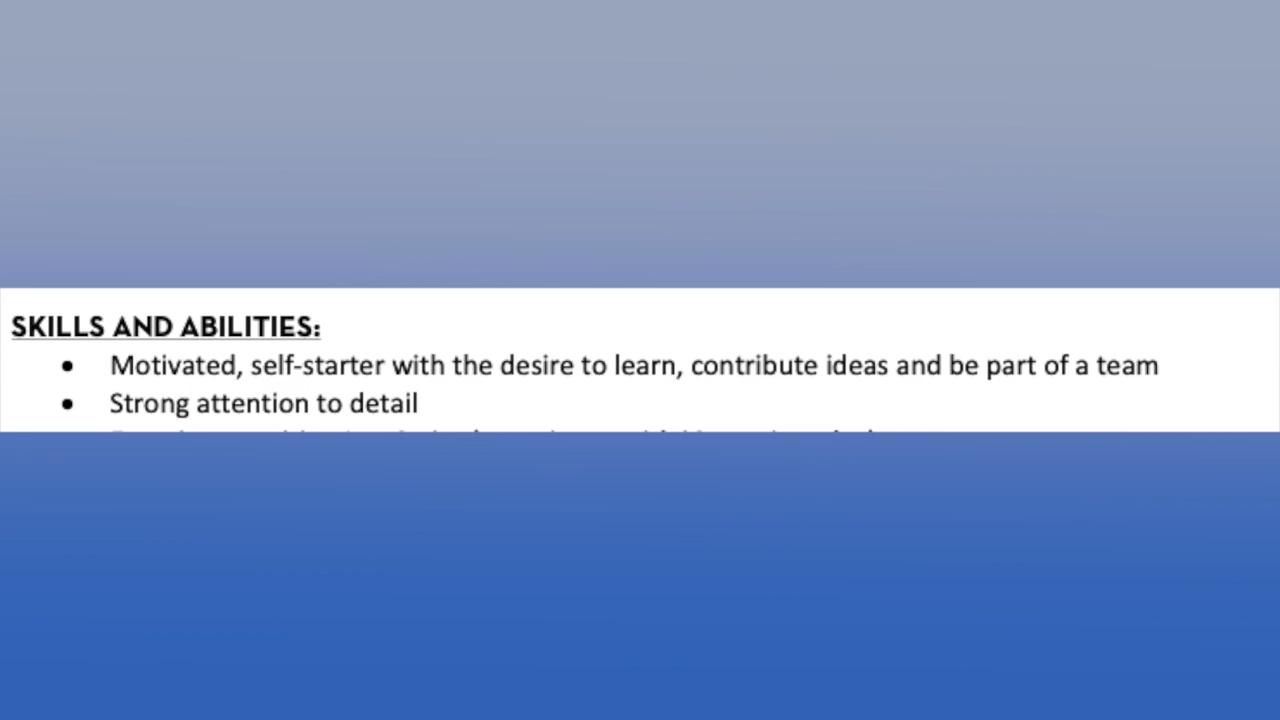 SKILLS AND ABILITIES:
• Motivated, self-starter with the desire to learn, contribute ideas and be part of a team
• Strong attention to detail